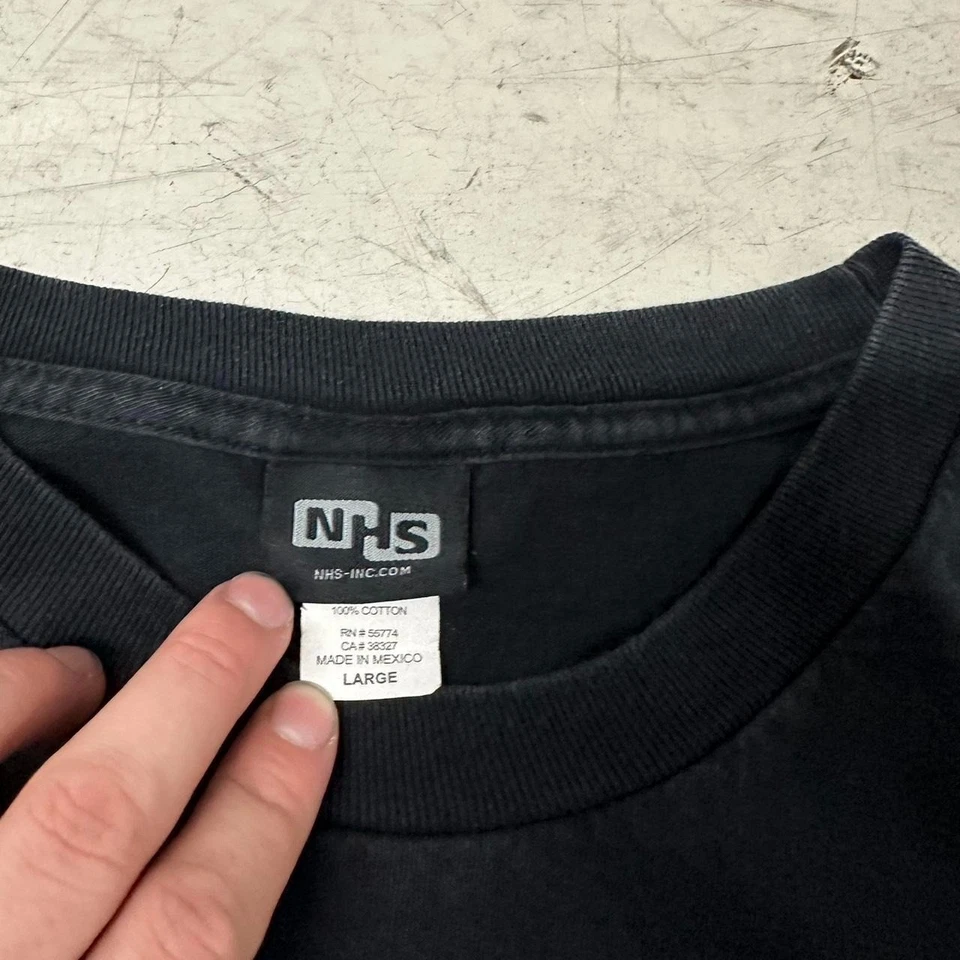 NHS
NHS-INC.COM
100% COTTON
RN # 56774
CA # 38327
MADE IN MEXICO
LARGE